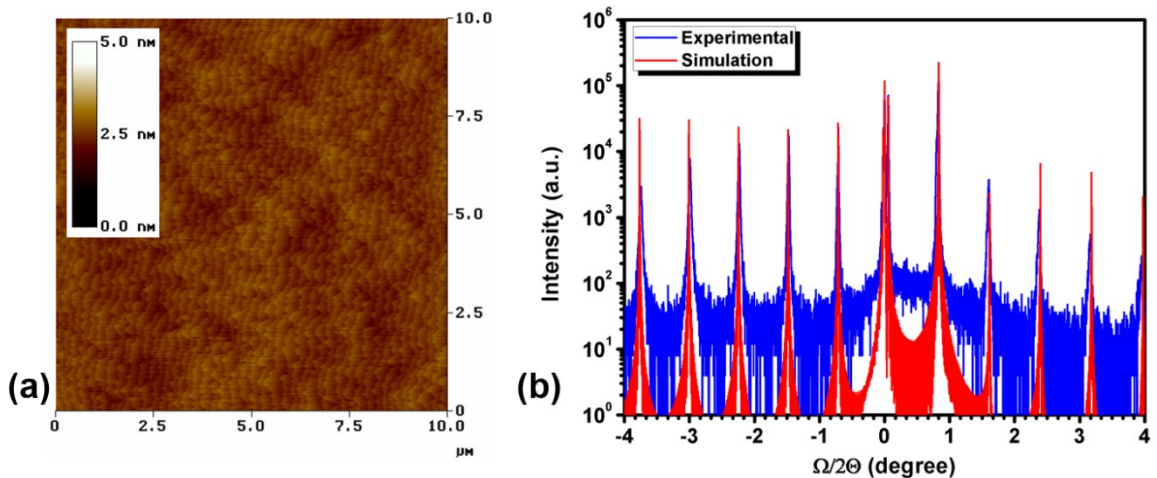 5.0 nm
2.5 nm
0.0 nm
10.0
7.5
5.0
2.5
0
0 2.5 5.0 7.5 10.0
μm
(a)
(b)
Experimental
Simulation
Intensity (a.u.)
10⁶
10⁵
10⁴
10³
10²
10¹
10⁰
-4 -3 -2 -1 0 1 2 3 4
Ω/2Θ (degree)